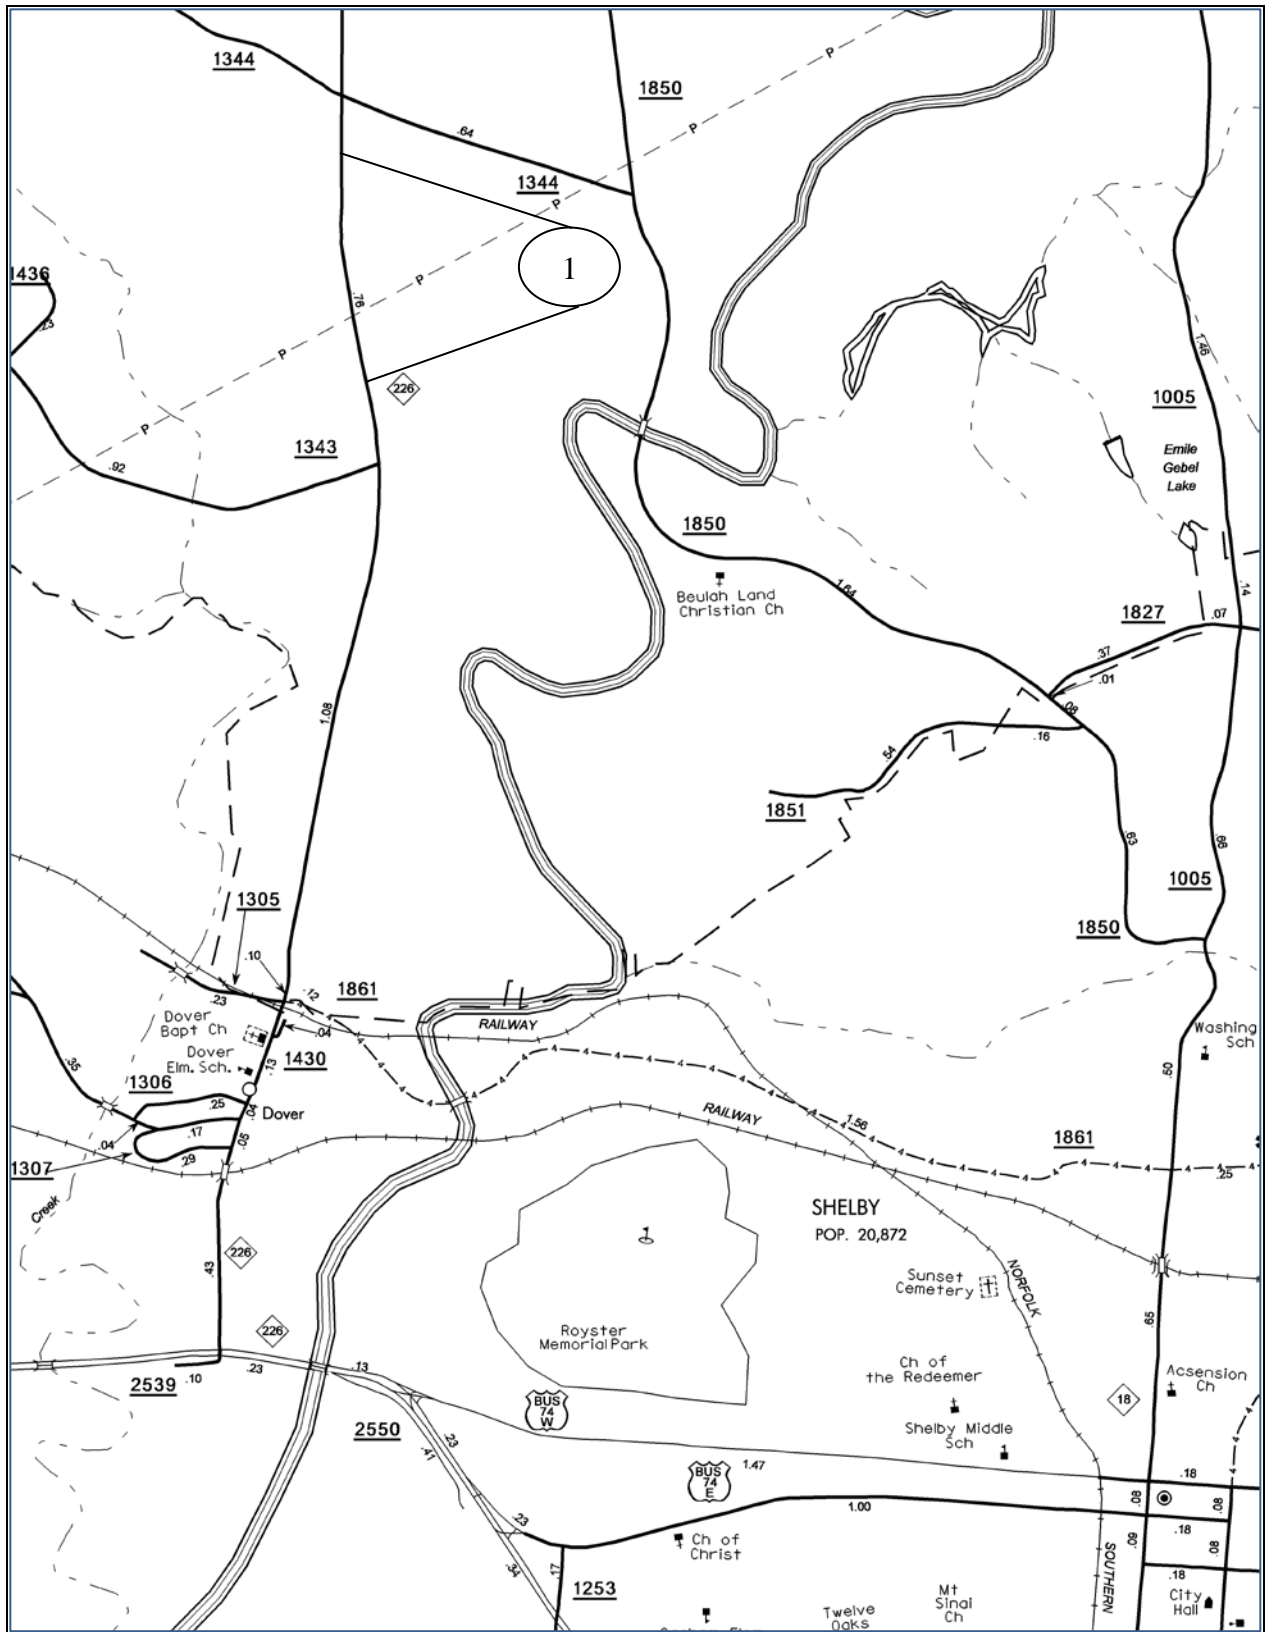 1344
1850
P
P
.64
1344
P
1436
1
P
.76
.23
P
226
1.46
1005
P
1343
.92
Emile
Gebel
Lake
1850
Beulah Land
Christian Ch
1.64
.14
1827
.07
.37
.01
.08
.16
.54
1.08
1851
.63
.66
1005
1305
1850
.10
.12
1861
.23
RAILWAY
Dover
Bapt Ch
.04
Washing
Sch
Dover
Elm. Sch.
1430
.35
.13
.60
1306
.25
.04
Dover
RAILWAY
1.56
.17
.04
.05
1861
1307
.29
.25
Creek
SHELBY
POP. 20,872
226
.43
Sunset
Cemetery
NORFOLK
226
Royster
Memorial Park
.65
.23
.13
Ch of
the Redeemer
Acsension
Ch
2539
.10
18
BUS
74
W
2550
.23
Shelby Middle
Sch
.41
1.47
BUS
74
E
.18
.08
.08
1.00
.23
.18
Ch of
Christ
.09
.08
.34
.17
SOUTHERN
.18
1253
City
Hall
Mt
Sinai
Ch
Twelve
Oaks